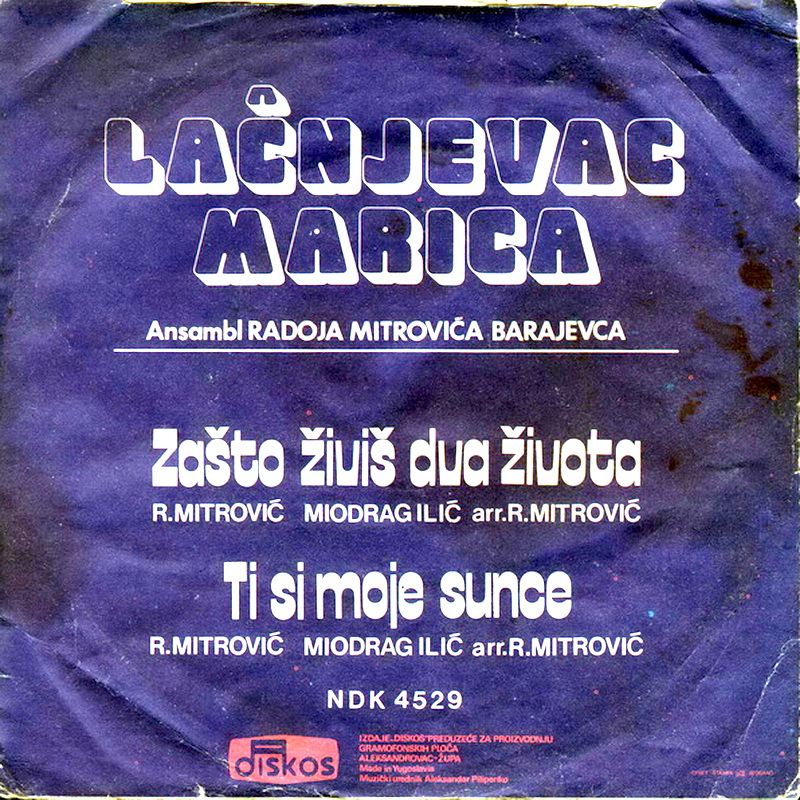 LAČNJEVAC
MARICA
Ansambl RADOJA MITROVIĆA BARAJEVCA
Zašto živiš dva života
R.MITROVIĆ MIODRAG ILIĆ arr.R.MITROVIĆ
Ti si moje sunce
R.MITROVIĆ MIODRAG ILIĆ arr.R.MITROVIĆ
NDK 4529
diskos
IZDAJE „DISKOS" PREDUZEĆE ZA PROIZVODNJU
GRAMOFONSKIH PLOČA
ALEKSANDROVAC-ŽUPA
Made in Yugoslavia
Muzički urednik Aleksandar Pilipenko